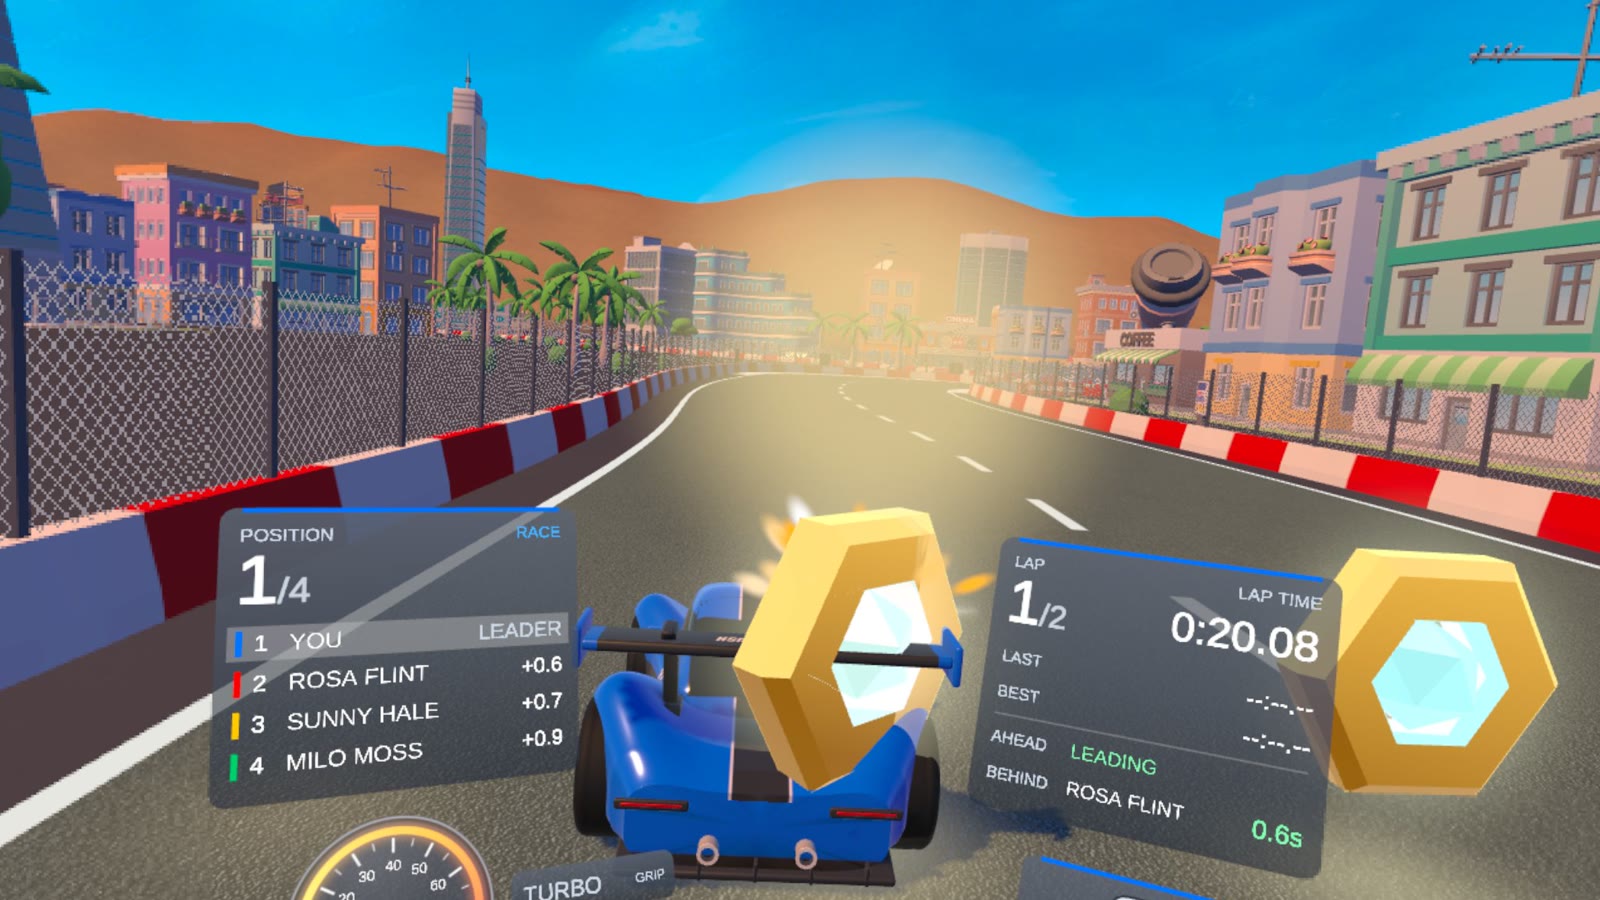 COFFEE
POSITION RACE
1/4
1 YOU LEADER
2 ROSA FLINT +0.6
3 SUNNY HALE +0.7
4 MILO MOSS +0.9
LAP LAP TIME
1/2 0:20.08
LAST --:--.--
BEST --:--.--
AHEAD LEADING
BEHIND ROSA FLINT
0.6s
20 30 40 50 60
TURBO GRIP